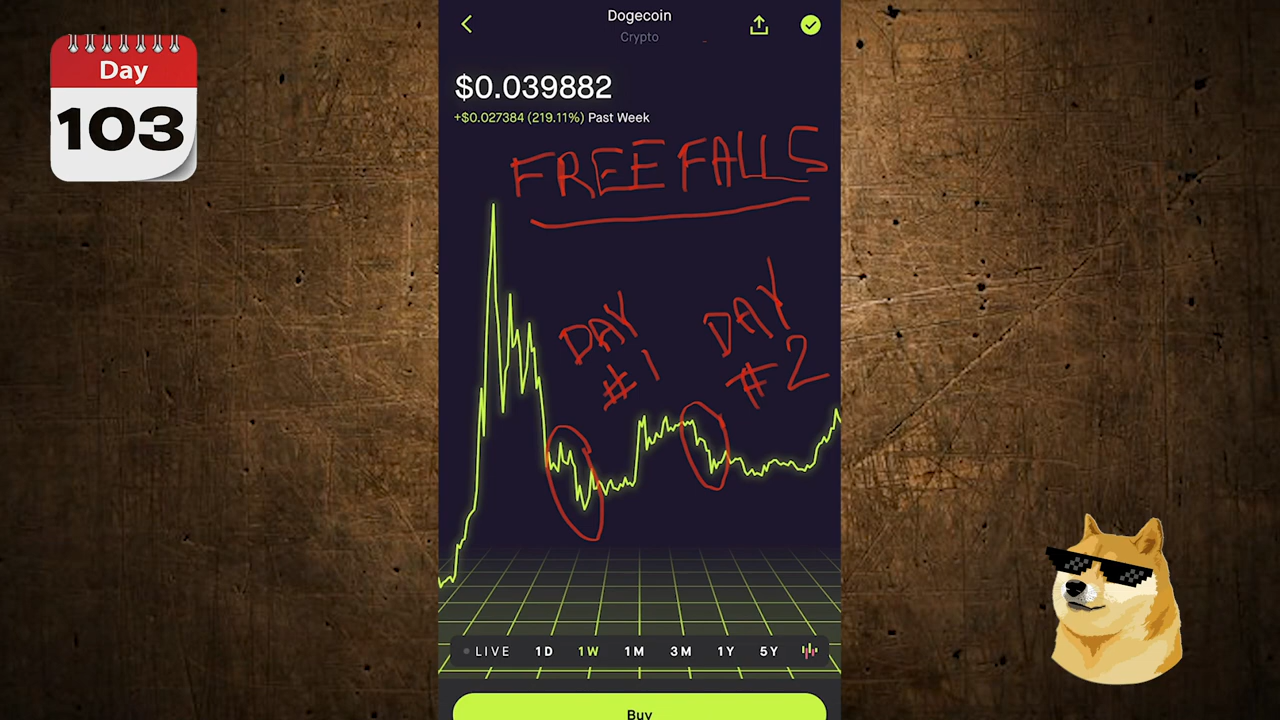 Day
103
Dogecoin
Crypto
$0.039882
+$0.027384 (219.11%) Past Week
FREE FALLS
DAY
#1
DAY
#2
LIVE 1D 1W 1M 3M 1Y 5Y
Buy